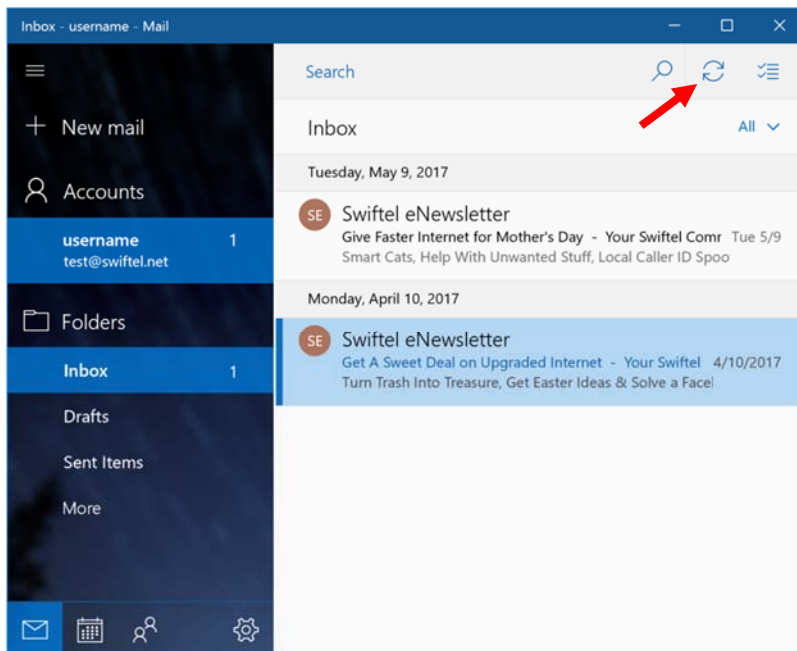 Inbox - username - Mail
Search
New mail
Inbox
All
Accounts
Tuesday, May 9, 2017
SE
Swiftel eNewsletter
Give Faster Internet for Mother's Day - Your Swiftel Comr Tue 5/9
Smart Cats, Help With Unwanted Stuff, Local Caller ID Spoo
username 1
test@swiftel.net
Monday, April 10, 2017
Folders
SE
Swiftel eNewsletter
Get A Sweet Deal on Upgraded Internet - Your Swiftel 4/10/2017
Turn Trash Into Treasure, Get Easter Ideas & Solve a Facel
Inbox 1
Drafts
Sent Items
More